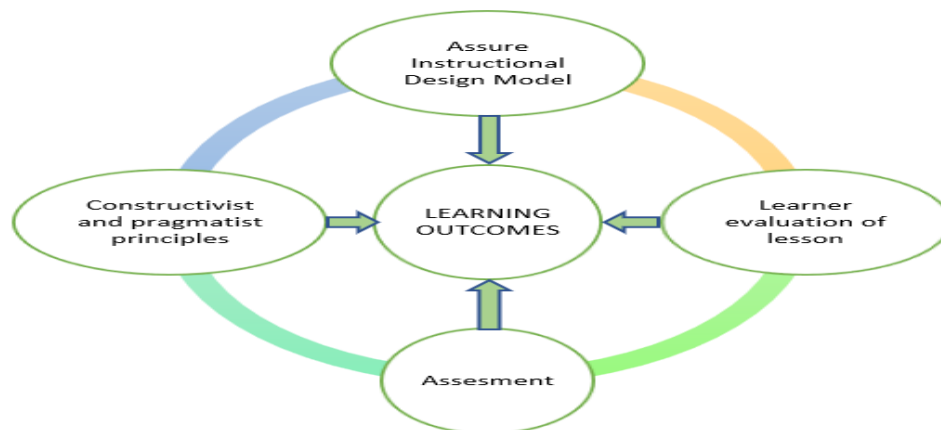 Assure
Instructional
Design Model
Constructivist
and pragmatist
principles
LEARNING
OUTCOMES
Learner
evaluation of
lesson
Assesment